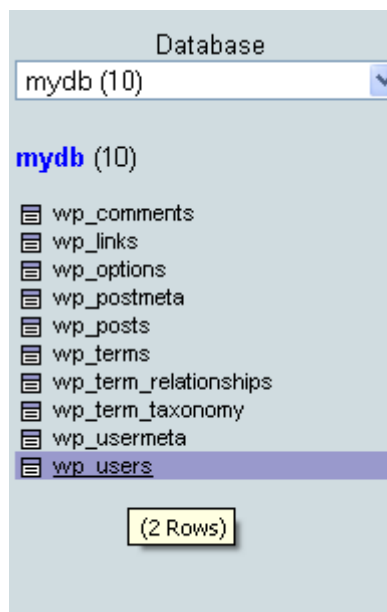 Database
mydb (10)
mydb (10)
wp_comments
wp_links
wp_options
wp_postmeta
wp_posts
wp_terms
wp_term_relationships
wp_term_taxonomy
wp_usermeta
wp_users
(2 Rows)